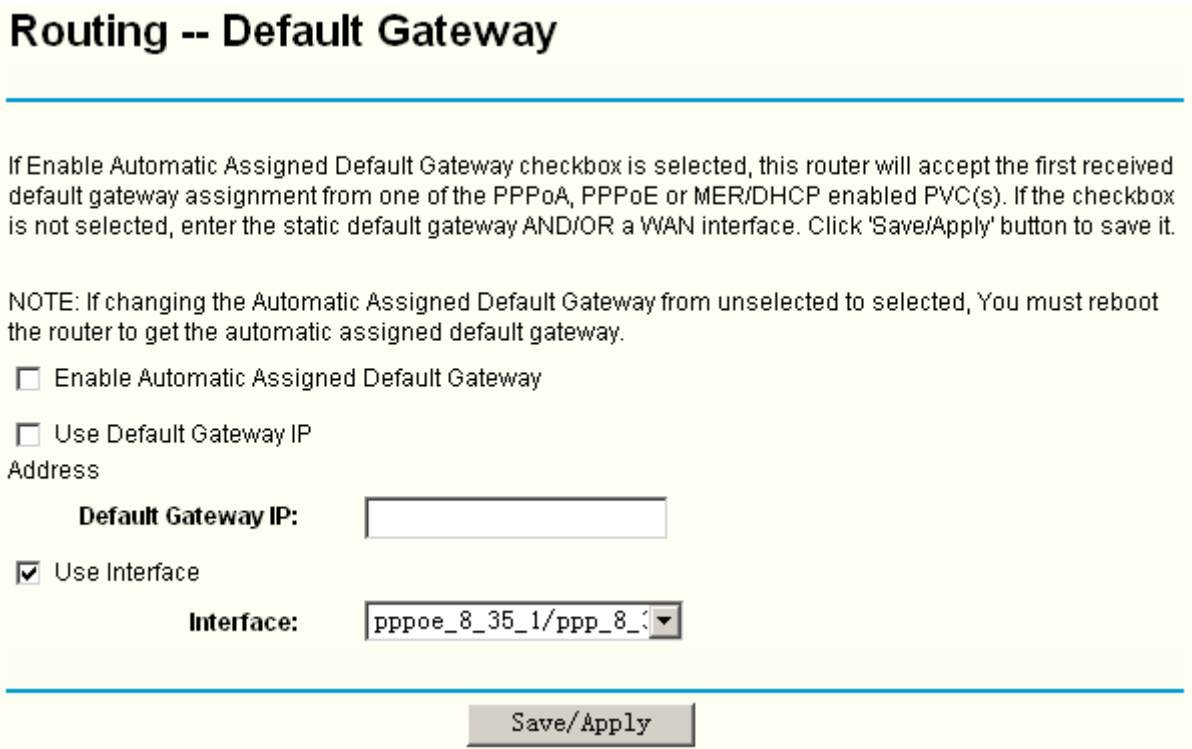 Routing -- Default Gateway
If Enable Automatic Assigned Default Gateway checkbox is selected, this router will accept the first received
default gateway assignment from one of the PPPoA, PPPoE or MER/DHCP enabled PVC(s). If the checkbox
is not selected, enter the static default gateway AND/OR a WAN interface. Click 'Save/Apply' button to save it.
NOTE: If changing the Automatic Assigned Default Gateway from unselected to selected, You must reboot
the router to get the automatic assigned default gateway.
Enable Automatic Assigned Default Gateway
Use Default Gateway IP
Address
Default Gateway IP:
Use Interface
Interface: pppoe_8_35_1/ppp_8_
Save/Apply